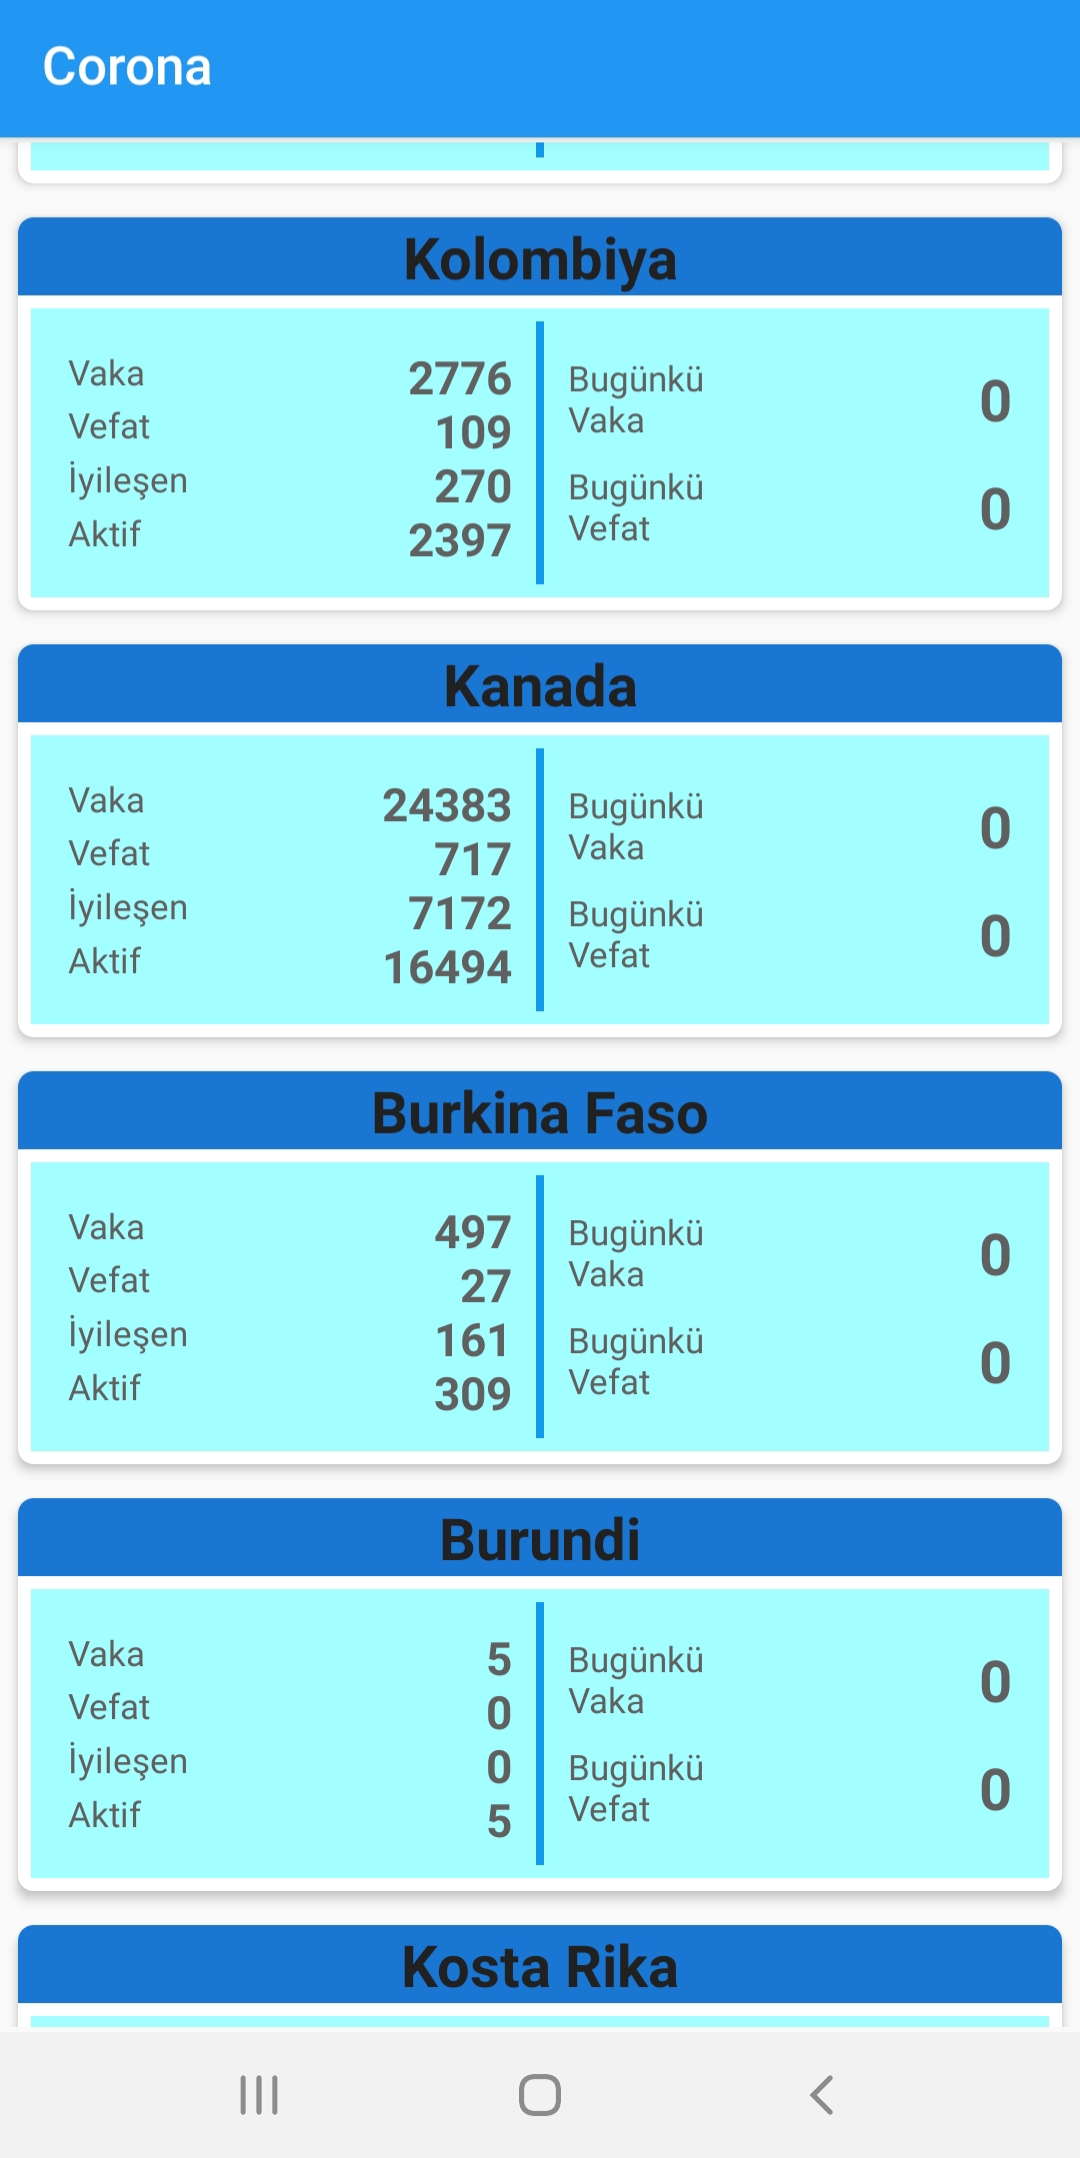 Corona
Kolombiya
Vaka 2776
Vefat 109
İyileşen 270
Aktif 2397
Bugünkü
Vaka 0
Bugünkü
Vefat 0
Kanada
Vaka 24383
Vefat 717
İyileşen 7172
Aktif 16494
Bugünkü
Vaka 0
Bugünkü
Vefat 0
Burkina Faso
Vaka 497
Vefat 27
İyileşen 161
Aktif 309
Bugünkü
Vaka 0
Bugünkü
Vefat 0
Burundi
Vaka 5
Vefat 0
İyileşen 0
Aktif 5
Bugünkü
Vaka 0
Bugünkü
Vefat 0
Kosta Rika